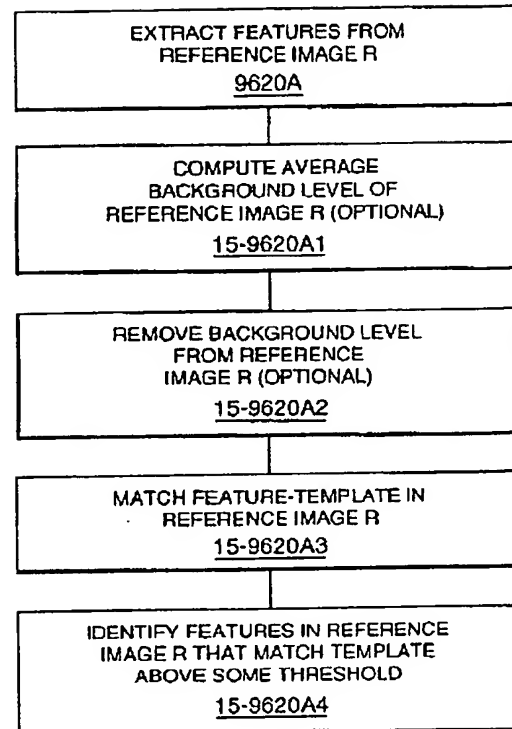 EXTRACT FEATURES FROM
REFERENCE IMAGE R
9620A
COMPUTE AVERAGE
BACKGROUND LEVEL OF
REFERENCE IMAGE R (OPTIONAL)
15-9620A1
REMOVE BACKGROUND LEVEL
FROM REFERENCE
IMAGE R (OPTIONAL)
15-9620A2
MATCH FEATURE-TEMPLATE IN
REFERENCE IMAGE R
15-9620A3
IDENTIFY FEATURES IN REFERENCE
IMAGE R THAT MATCH TEMPLATE
ABOVE SOME THRESHOLD
15-9620A4